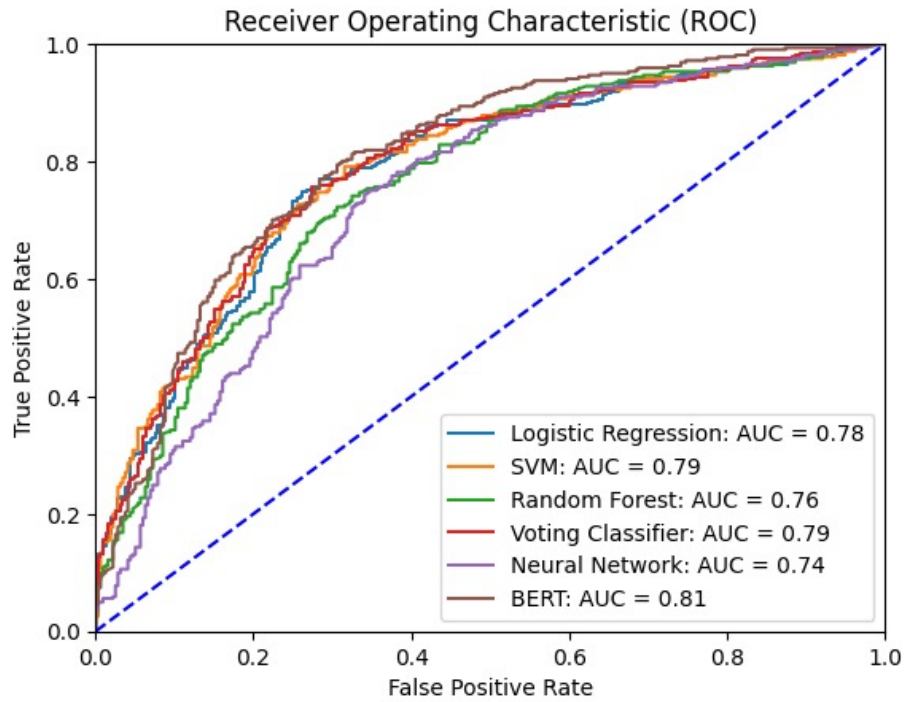 Receiver Operating Characteristic (ROC)
1.0
0.8
0.6
0.4
0.2
0.0
True Positive Rate
Logistic Regression: AUC = 0.78
SVM: AUC = 0.79
Random Forest: AUC = 0.76
Voting Classifier: AUC = 0.79
Neural Network: AUC = 0.74
BERT: AUC = 0.81
0.0 0.2 0.4 0.6 0.8 1.0
False Positive Rate